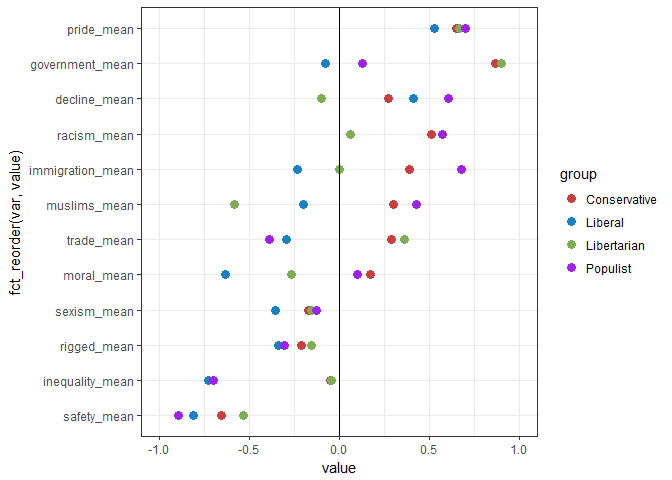 pride_mean
government_mean
decline_mean
racism_mean
immigration_mean
muslims_mean
trade_mean
moral_mean
sexism_mean
rigged_mean
inequality_mean
safety_mean
fct_reorder(var, value)
-1.0 -0.5 0.0 0.5 1.0
value
group
Conservative
Liberal
Libertarian
Populist